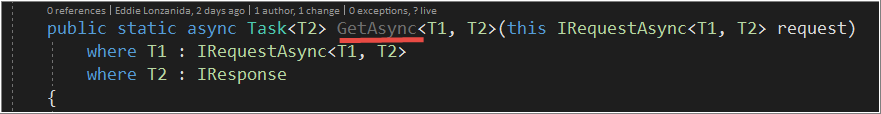 0 references | Eddie Lonzanida, 2 days ago | 1 author, 1 change | 0 exceptions, ? live
public static async Task<T2> GetAsync<T1, T2>(this IRequestAsync<T1, T2> request)
where T1 : IRequestAsync<T1, T2>
where T2 : IResponse
{